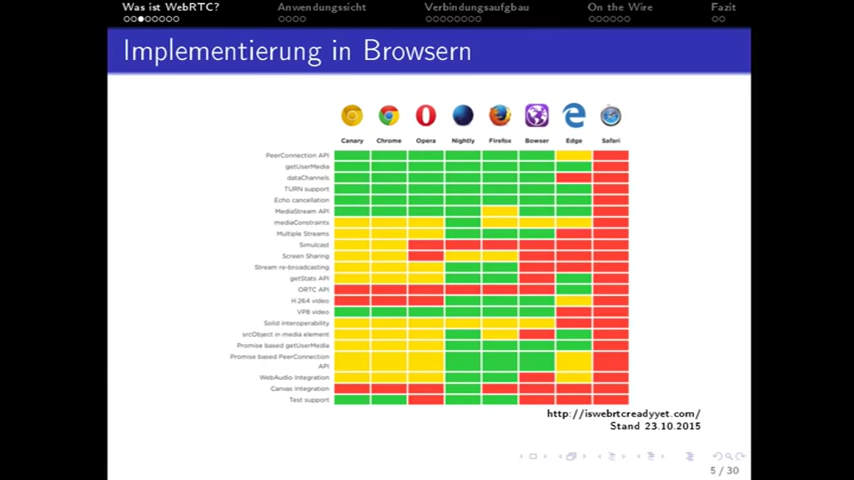 Was ist WebRTC? Anwendungssicht Verbindungsaufgbau On the Wire Fazit
Implementierung in Browsern
Canary Chrome Opera Nightly Firefox Bowser Edge Safari
PeerConnection API
getUserMedia
dataChannels
TURN support
Echo cancellation
MediaStream API
mediaConstraints
Multiple Streams
Simulcast
Screen Sharing
Stream re-broadcasting
getStats API
ORTC API
H.264 video
VP8 video
Solid interoperability
srcObject in media element
Promise based getUserMedia
Promise based PeerConnection
API
WebAudio Integration
Canvas Integration
Test support
http://iswebrtcreadyyet.com/
Stand 23.10.2015
5 / 30